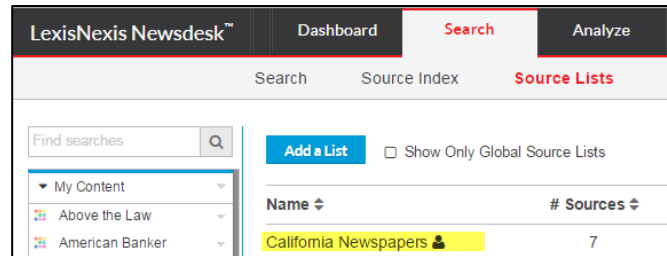 LexisNexis Newsdesk™ Dashboard Search Analyze
Search Source Index Source Lists
Find searches
Add a List Show Only Global Source Lists
My Content
Name # Sources
Above the Law
American Banker
California Newspapers 7